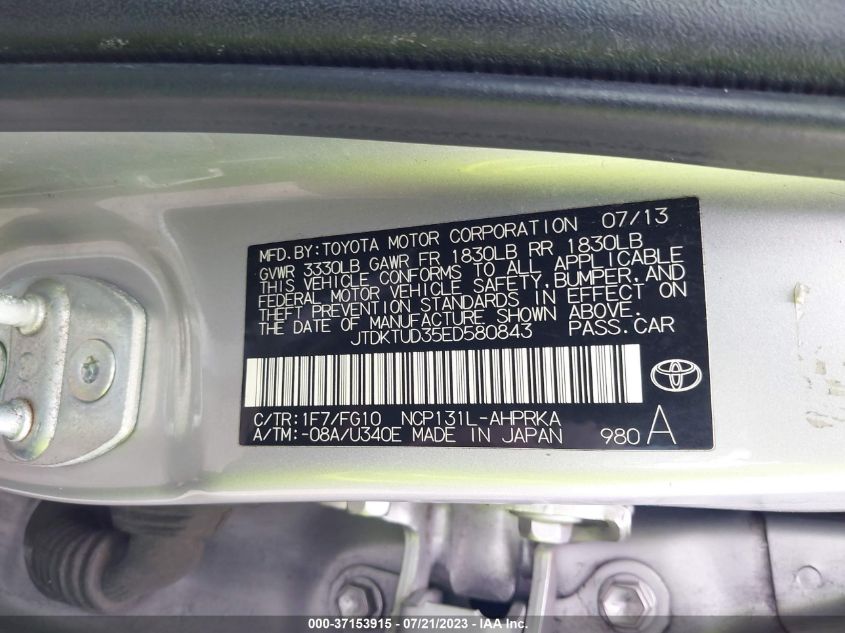 MFD.BY:TOYOTA MOTOR CORPORATION 07/13
GVWR 3330LB GAWR FR 1830LB RR 1830LB
THIS VEHICLE CONFORMS TO ALL APPLICABLE
FEDERAL MOTOR VEHICLE SAFETY,BUMPER,AND
THEFT PREVENTION STANDARDS IN EFFECT ON
THE DATE OF MANUFACTURE SHOWN ABOVE.
JTDKTUD35ED580843 PASS.CAR
C/TR:1F7/FG10 NCP131L-AHPRKA
A/TM:-08A/U340E MADE IN JAPAN 980 A
000-37153915 - 07/21/2023 - © IAA Inc.